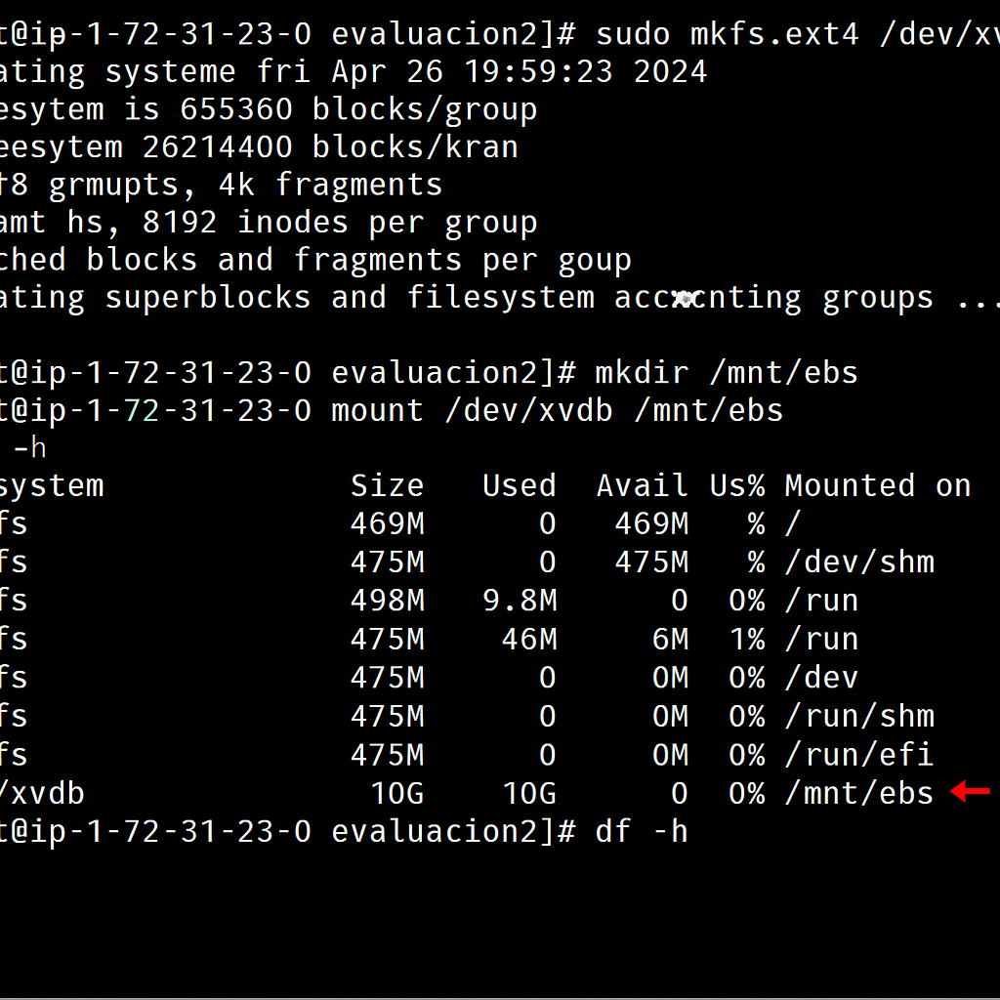 t@ip-1-72-31-23-0 evaluacion2]# sudo mkfs.ext4 /dev/xv
ating systeme fri Apr 26 19:59:23 2024
esytem is 655360 blocks/group
eesytem 26214400 blocks/kran
f8 grmupts, 4k fragments
amt hs, 8192 inodes per group
ched blocks and fragments per goup
ating superblocks and filesystem groups ...
t@ip-1-72-31-23-0 evaluacion2]# mkdir /mnt/ebs
t@ip-1-72-31-23-0 mount /dev/xvdb /mnt/ebs
-h
system Size Used Avail Us% Mounted on
fs 469M 0 469M % /
fs 475M 0 475M % /dev/shm
fs 498M 9.8M 0 0% /run
fs 475M 46M 6M 1% /run
fs 475M 0 0M 0% /dev
fs 475M 0 0M 0% /run/shm
fs 475M 0 0M 0% /run/efi
/xvdb 10G 10G 0 0% /mnt/ebs
t@ip-1-72-31-23-0 evaluacion2]# df -h